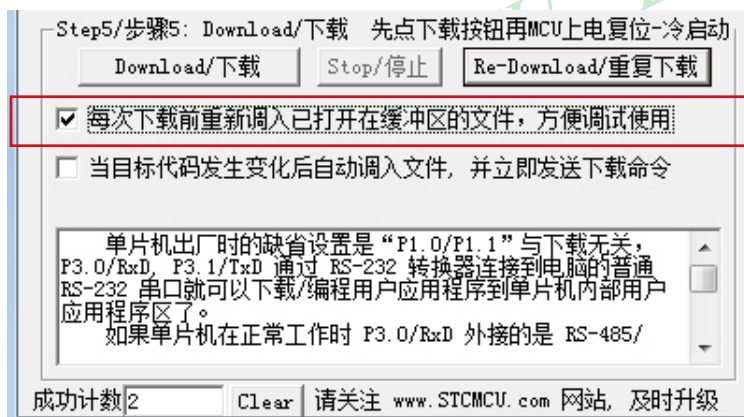 Step5/步骤5: Download/下载 先点下载按钮再MCU上电复位-冷启动
Download/下载 Stop/停止 Re-Download/重复下载
每次下载前重新调入已打开在缓冲区的文件，方便调试使用
当目标代码发生变化后自动调入文件, 并立即发送下载命令
单片机出厂时的缺省设置是“P1.0/P1.1”与下载无关，
P3.0/RxD, P3.1/TxD 通过 RS-232 转换器连接到电脑的普通
RS-232 串口就可以下载/编程用户应用程序到单片机内部用户
应用程序区了。
如果单片机在正常工作时 P3.0/RxD 外接的是 RS-485/
成功计数 2 Clear 请关注 www.STCMCU.com 网站, 及时升级